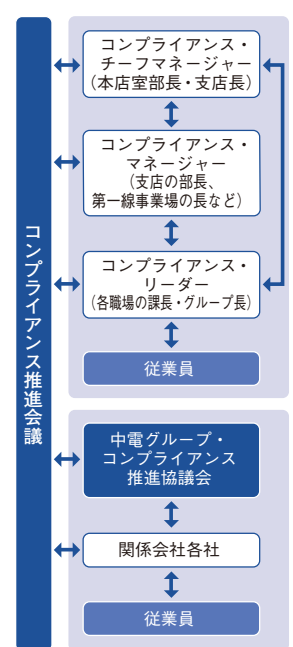 コンプライアンス推進会議
コンプライアンス・
チーフマネージャー
（本店室部長・支店長）
コンプライアンス・
マネージャー
（支店の部長、
第一線事業場の長など）
コンプライアンス・
リーダー
（各職場の課長・グループ長）
従業員
中電グループ・
コンプライアンス
推進協議会
関係会社各社
従業員